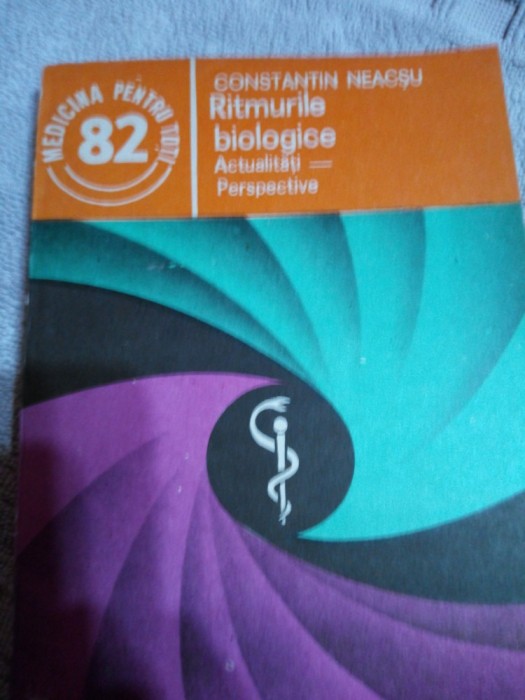 MEDICINA PENTRU TOȚI
82
CONSTANTIN NEACȘU
Ritmurile
biologice
Actualități —
Perspective